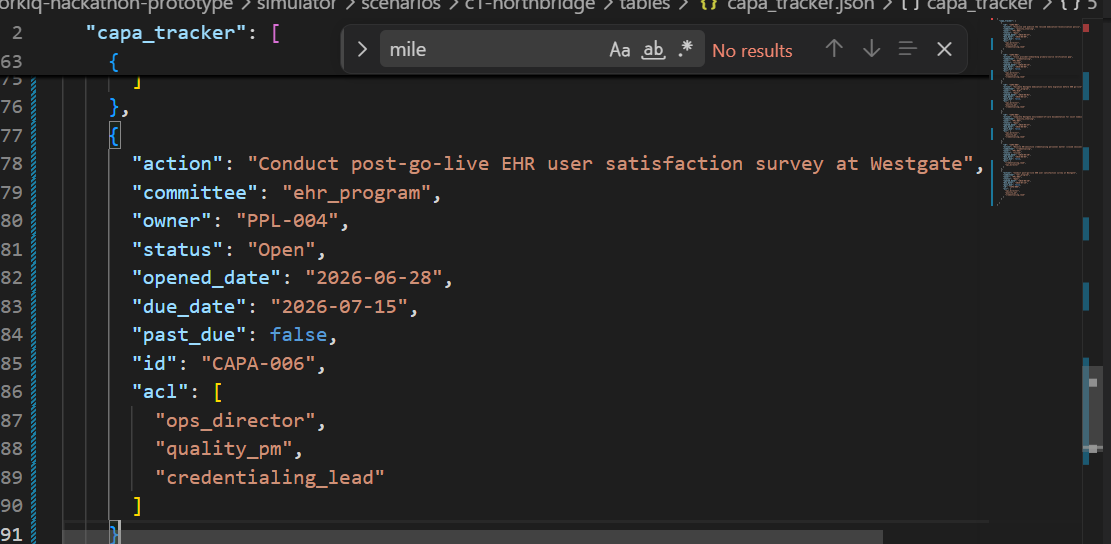 orkiq-hackathon-prototype > simulator > scenarios > c1-northbridge > tables > {} capa_tracker.json > [ ] capa_tracker > { } 5
2 "capa_tracker": [
mile Aa ab .* No results
63 {
75 ]
76 },
77 {
78 "action": "Conduct post-go-live EHR user satisfaction survey at Westgate",
79 "committee": "ehr_program",
80 "owner": "PPL-004",
81 "status": "Open",
82 "opened_date": "2026-06-28",
83 "due_date": "2026-07-15",
84 "past_due": false,
85 "id": "CAPA-006",
86 "acl": [
87 "ops_director",
88 "quality_pm",
89 "credentialing_lead"
90 ]
91 }